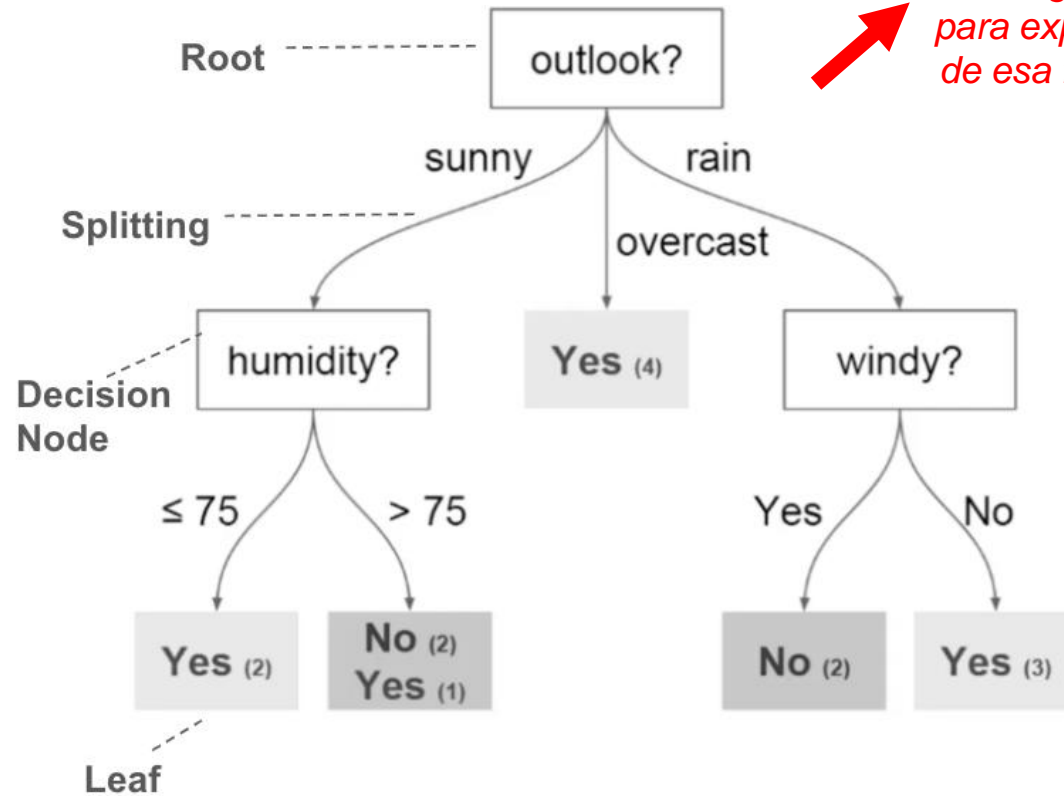 para
de esa
Root
outlook?
sunny
rain
Splitting
overcast
humidity?
Yes (4)
windy?
Decision
Node
≤ 75
> 75
Yes
No
Yes (2)
No (2)
Yes (1)
No (2)
Yes (3)
Leaf